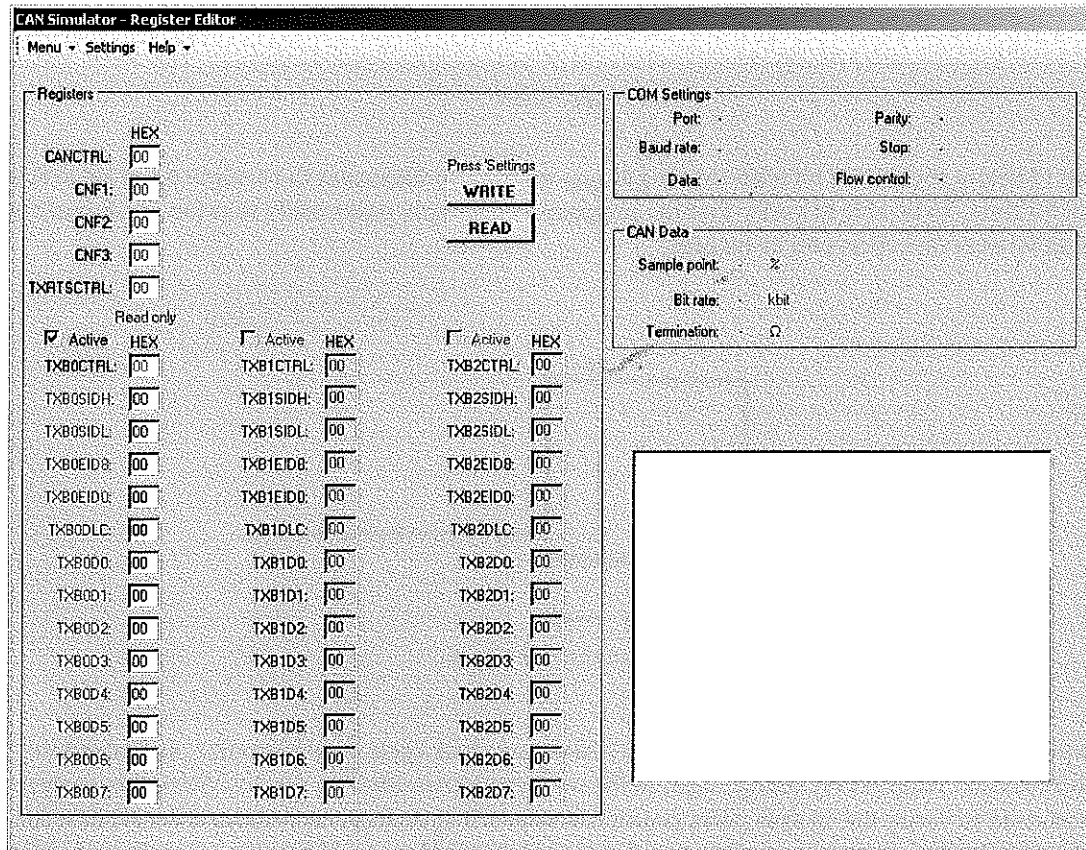 CAN Simulator - Register Editor
Menu Settings Help
Registers
HEX
CANCTRL: 00
CNF1: 00
CNF2: 00
CNF3: 00
TXRTSCTRL: 00
Press 'Settings
WRITE
READ
Read only
Active HEX
TXB0CTRL: 00
TXB0SIDH: 00
TXB0SIDL: 00
TXB0EID8: 00
TXB0EID0: 00
TXB0DLC: 00
TXB0D0: 00
TXB0D1: 00
TXB0D2: 00
TXB0D3: 00
TXB0D4: 00
TXB0D5: 00
TXB0D6: 00
TXB0D7: 00
Active HEX
TXB1CTRL: 00
TXB1SIDH: 00
TXB1SIDL: 00
TXB1EID8: 00
TXB1EID0: 00
TXB1DLC: 00
TXB1D0: 00
TXB1D1: 00
TXB1D2: 00
TXB1D3: 00
TXB1D4: 00
TXB1D5: 00
TXB1D6: 00
TXB1D7: 00
Active HEX
TXB2CTRL: 00
TXB2SIDH: 00
TXB2SIDL: 00
TXB2EID8: 00
TXB2EID0: 00
TXB2DLC: 00
TXB2D0: 00
TXB2D1: 00
TXB2D2: 00
TXB2D3: 00
TXB2D4: 00
TXB2D5: 00
TXB2D6: 00
TXB2D7: 00
COM Settings
Port: - Parity: -
Baud rate: - Stop: -
Data: - Flow control: -
CAN Data
Sample point: - %
Bit rate: - kbit
Termination: - Ω